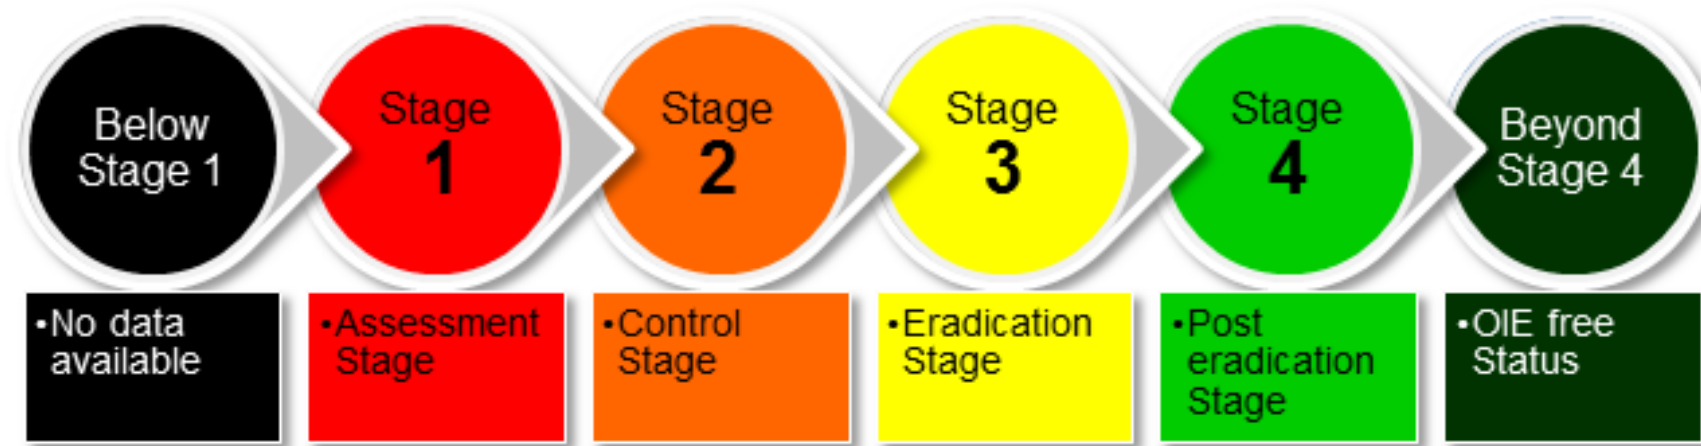 Below
Stage 1
Stage
1
Stage
2
Stage
3
Stage
4
Beyond
Stage 4
•No data
available
•Assessment
Stage
•Control
Stage
•Eradication
Stage
•Post
eradication
Stage
•OIE free
Status